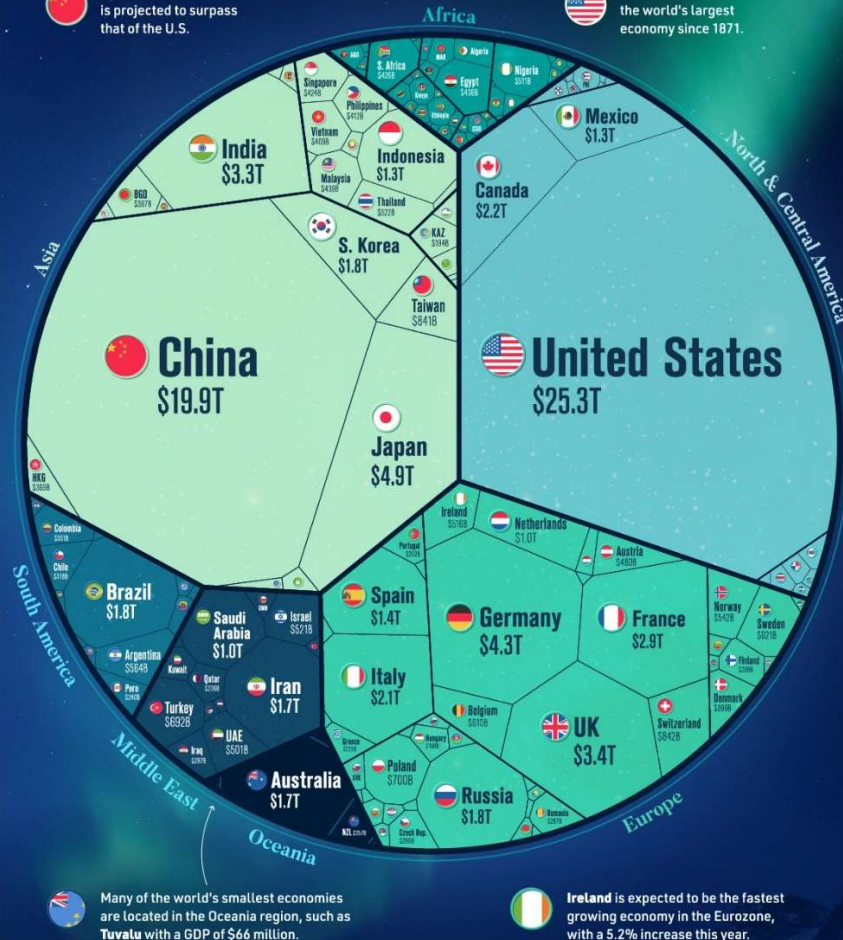 is projected to surpass
that of the U.S.
the world's largest
economy since 1871.
Africa
North & Central America
Asia
South America
Middle East
Oceania
Europe
S. Africa
$426B
Egypt
$436B
Algeria
Nigeria
$511B
Kenya
Ethiopia
Singapore
$424B
Philippines
$412B
Vietnam
$409B
Indonesia
$1.3T
Malaysia
$439B
Thailand
$522B
India
$3.3T
BGD
$397B
KAZ
$194B
S. Korea
$1.8T
Taiwan
$841B
China
$19.9T
Japan
$4.9T
HKG
$369B
Mexico
$1.3T
Canada
$2.2T
United States
$25.3T
Colombia
$351B
Chile
$318B
Brazil
$1.8T
Argentina
$564B
Peru
$240B
Saudi
Arabia
$1.0T
Israel
$521B
Kuwait
Qatar
Iran
$1.7T
Turkey
$692B
UAE
$501B
Iraq
$297B
Australia
$1.7T
NZL $257B
Ireland
$516B
Netherlands
$1.0T
Portugal
Austria
$480B
Spain
$1.4T
Germany
$4.3T
France
$2.9T
Norway
$542B
Sweden
$621B
Finland
Denmark
$399B
Italy
$2.1T
Belgium
$610B
UK
$3.4T
Switzerland
$842B
Greece
Hungary
Poland
$700B
SVK
Russia
$1.8T
Romania
$287B
Czech Rep.
Many of the world's smallest economies
are located in the Oceania region, such as
Tuvalu with a GDP of $66 million.
Ireland is expected to be the fastest
growing economy in the Eurozone,
with a 5.2% increase this year.